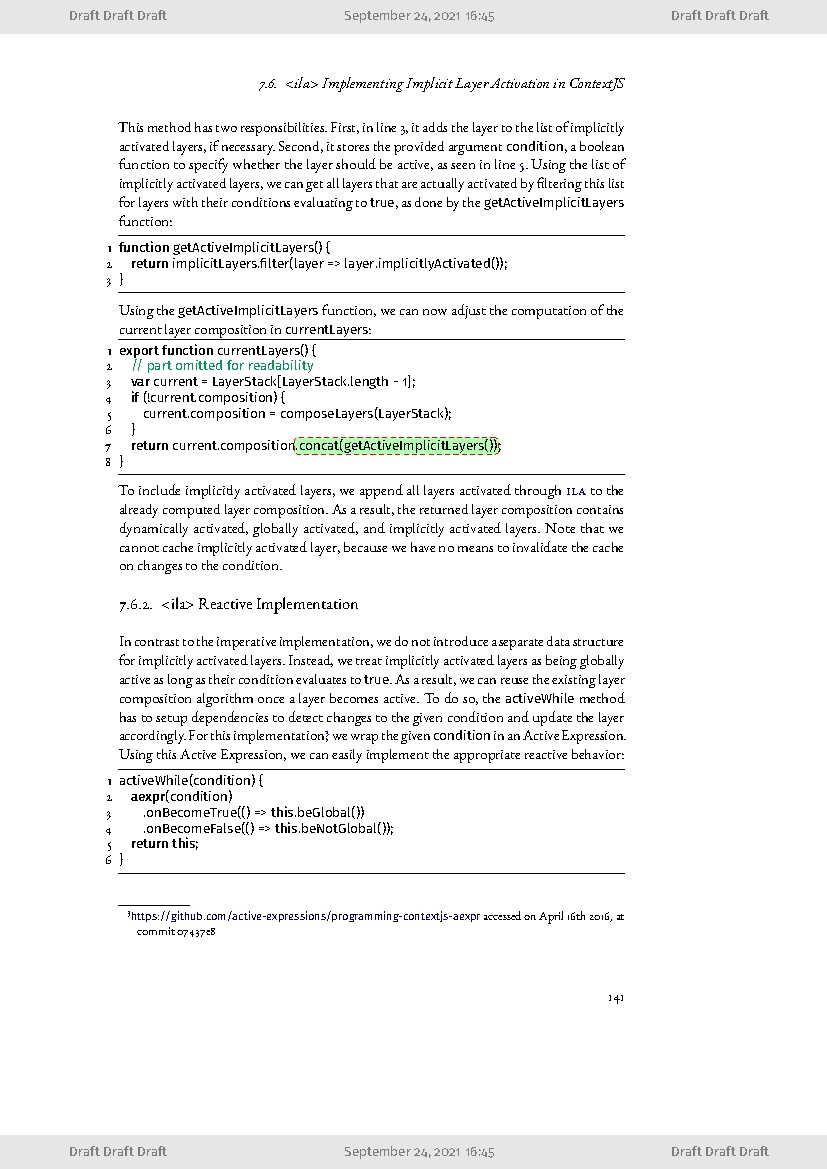 Draft Draft Draft September 24, 2021 16:45 Draft Draft Draft
7.6. <ila> Implementing Implicit Layer Activation in ContextJS
This method has two responsibilities. First, in line 3, it adds the layer to the list of implicitly
activated layers, if necessary. Second, it stores the provided argument condition, a boolean
function to specify whether the layer should be active, as seen in line 5. Using the list of
implicitly activated layers, we can get all layers that are actually activated by filtering this list
for layers with their conditions evaluating to true, as done by the getActiveImplicitLayers
function:
1 function getActiveImplicitLayers() {
2 return implicitLayers.filter(layer => layer.implicitlyActivated());
3 }
Using the getActiveImplicitLayers function, we can now adjust the computation of the
current layer composition in currentLayers:
1 export function currentLayers() {
2 // part omitted for readability
3 var current = LayerStack[LayerStack.length - 1];
4 if (!current.composition) {
5 current.composition = composeLayers(LayerStack);
6 }
7 return current.composition.concat(getActiveImplicitLayers());
8 }
To include implicitly activated layers, we append all layers activated through ILA to the
already computed layer composition. As a result, the returned layer composition contains
dynamically activated, globally activated, and implicitly activated layers. Note that we
cannot cache implicitly activated layer, because we have no means to invalidate the cache
on changes to the condition.
7.6.2. <ila> Reactive Implementation
In contrast to the imperative implementation, we do not introduce a separate data structure
for implicitly activated layers. Instead, we treat implicitly activated layers as being globally
active as long as their condition evaluates to true. As a result, we can reuse the existing layer
composition algorithm once a layer becomes active. To do so, the activeWhile method
has to setup dependencies to detect changes to the given condition and update the layer
accordingly. For this implementation³ we wrap the given condition in an Active Expression.
Using this Active Expression, we can easily implement the appropriate reactive behavior:
1 activeWhile(condition) {
2 aexpr(condition)
3 .onBecomeTrue(() => this.beGlobal())
4 .onBecomeFalse(() => this.beNotGlobal());
5 return this;
6 }
³https://github.com/active-expressions/programming-contextjs-aexpr accessed on April 16th 2016, at
commit 07437e8
141
Draft Draft Draft September 24, 2021 16:45 Draft Draft Draft